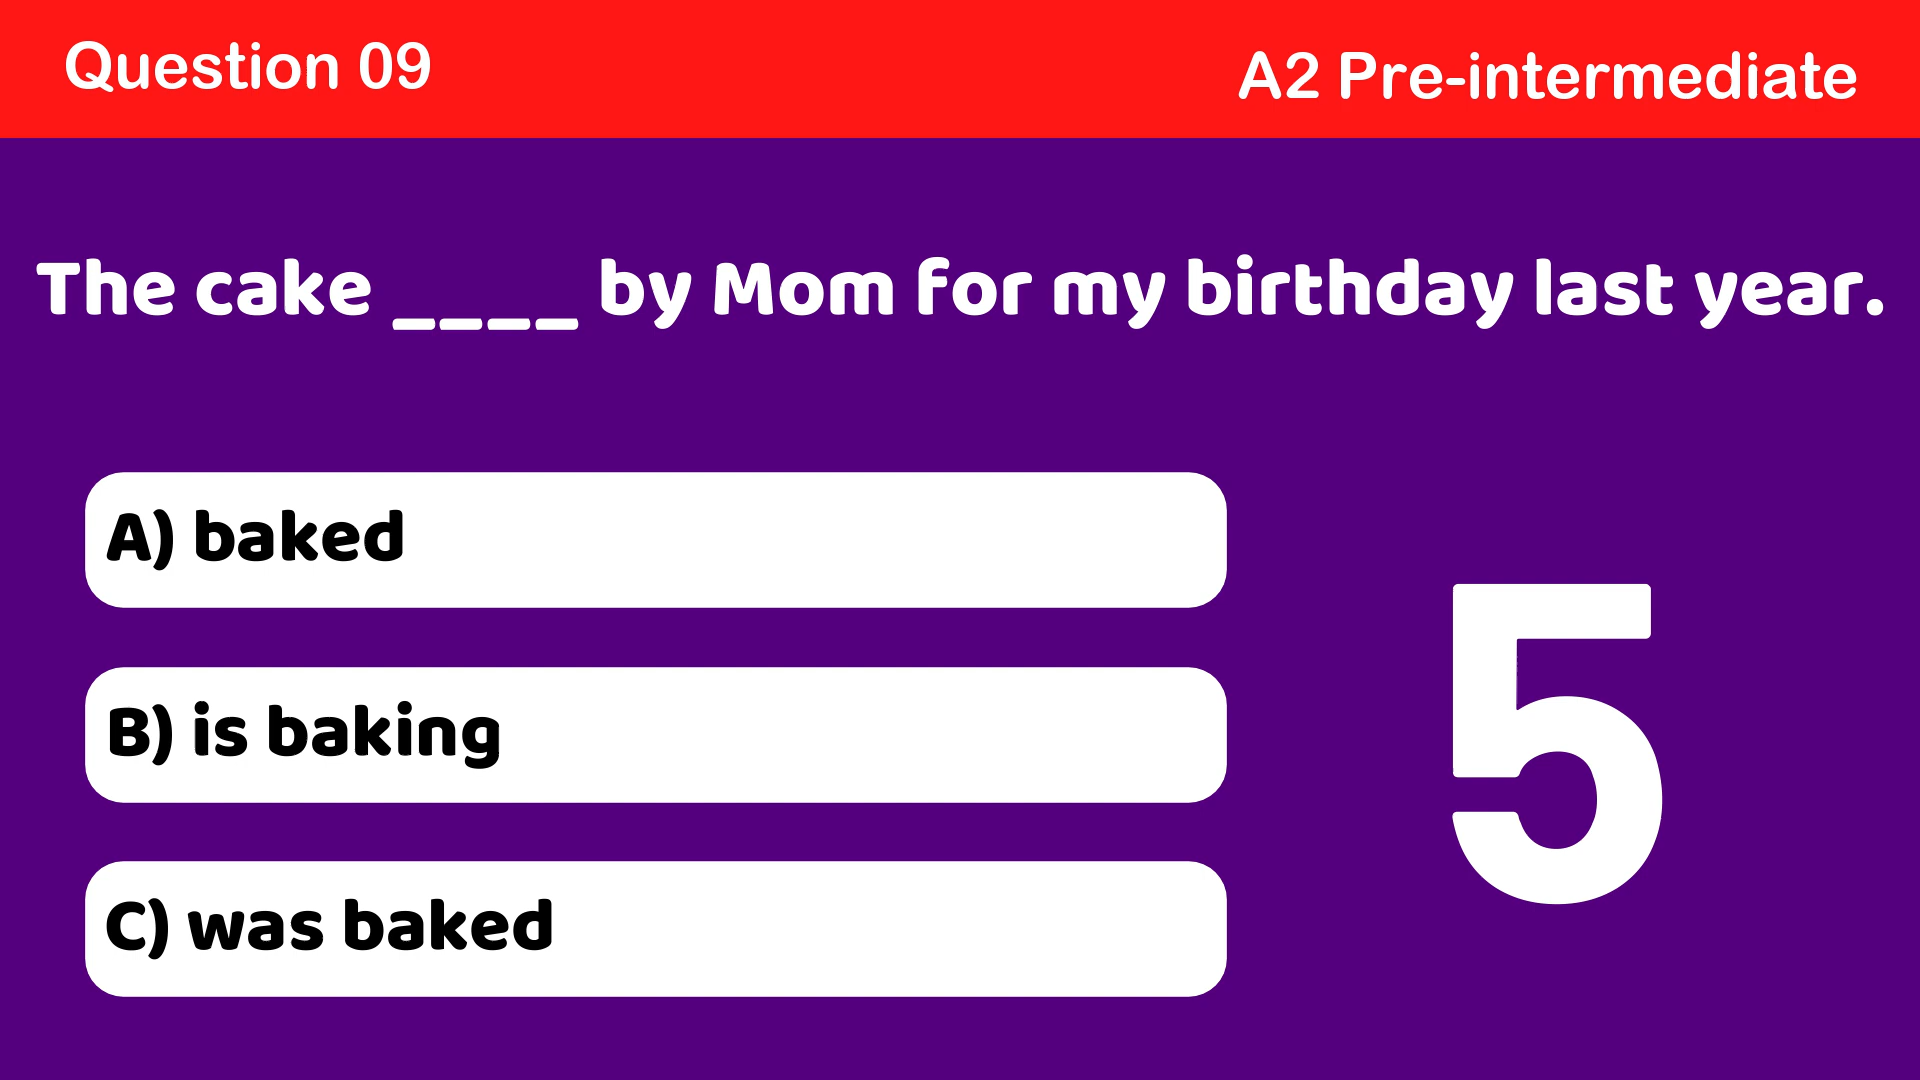 Question 09
A2 Pre-intermediate
The cake ____ by Mom for my birthday last year.
A) baked
B) is baking
C) was baked
5